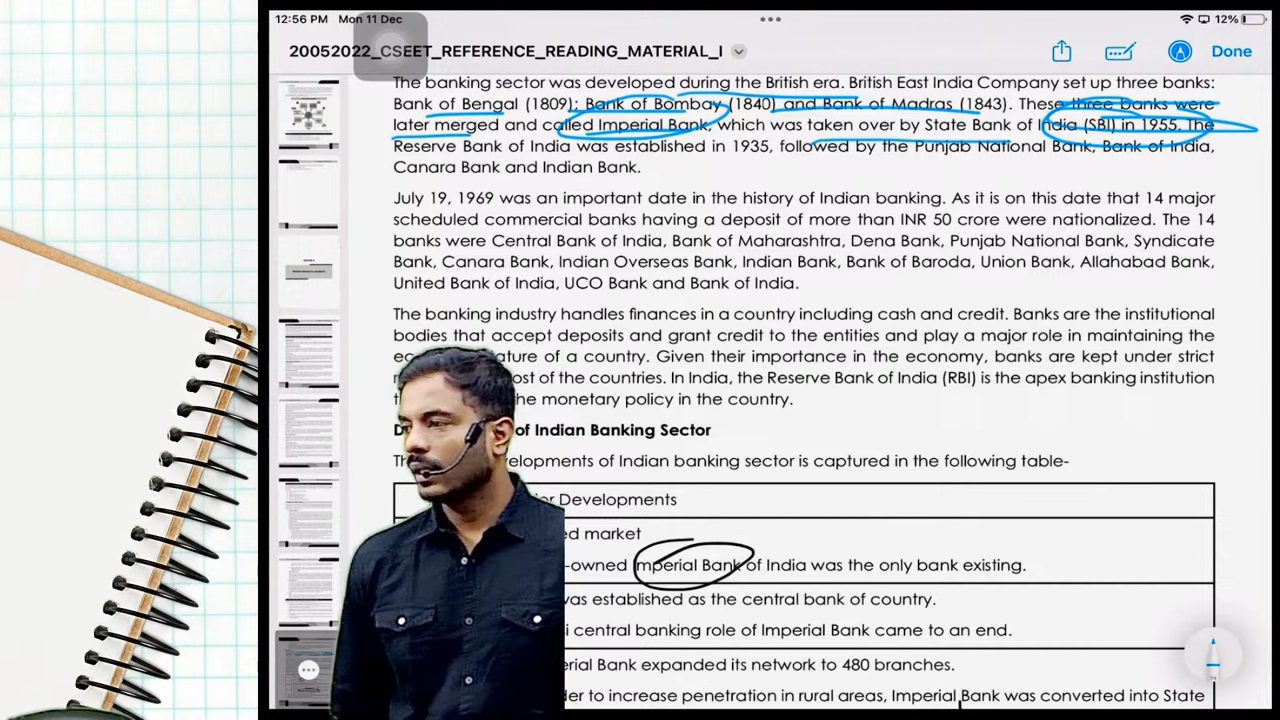 12:56 PM Mon 11 Dec
12%
20052022_CSEET_REFERENCE_READING_MATERIAL_I
Done
The banking sector was developed during the British era. British East India Company set up three banks:
Bank of Bengal (1809); Bank of Bombay (1840) and Bank of Madras (1843). These three banks were
later merged and called Imperial Bank, which was taken over by State Bank of India (SBI) in 1955. The
Reserve Bank of India was established in 1935, followed by the Punjab National Bank, Bank of India,
Canara Bank and Indian Bank.
July 19, 1969 was an important date in the history of Indian banking. As it is on this date that 14 major
scheduled commercial banks having a deposit of more than INR 50 crore were nationalized. The 14
banks were Central Bank of India, Bank of Maharashtra, Dena Bank, Punjab National Bank, Syndicate
Bank, Canara Bank, Indian Overseas Bank, Indian Bank, Bank of Baroda, Union Bank, Allahabad Bank,
United Bank of India, UCO Bank and Bank of India.
The banking industry handles finances in a country including cash and credit. Banks are the institutional
bodies that accept deposits and grant credit to the entities and play a major role in maintaining the
country. Given their importance in the economy, banks are kept under strict
countries. In India, the Reserve Bank of India (RBI) is the apex banking institution
the monetary policy in the country.
of Indian Banking Sector
of Indian banking sector is captured in the following table-
Developments
market
owned Imperial Bank of India was the only bank existing.
established as the central bank of country.
central banking role of Imperial Bank came to an end.
Bank expanded its network to 480 branches.
to increase penetration in rural areas, Imperial Bank was converted into state